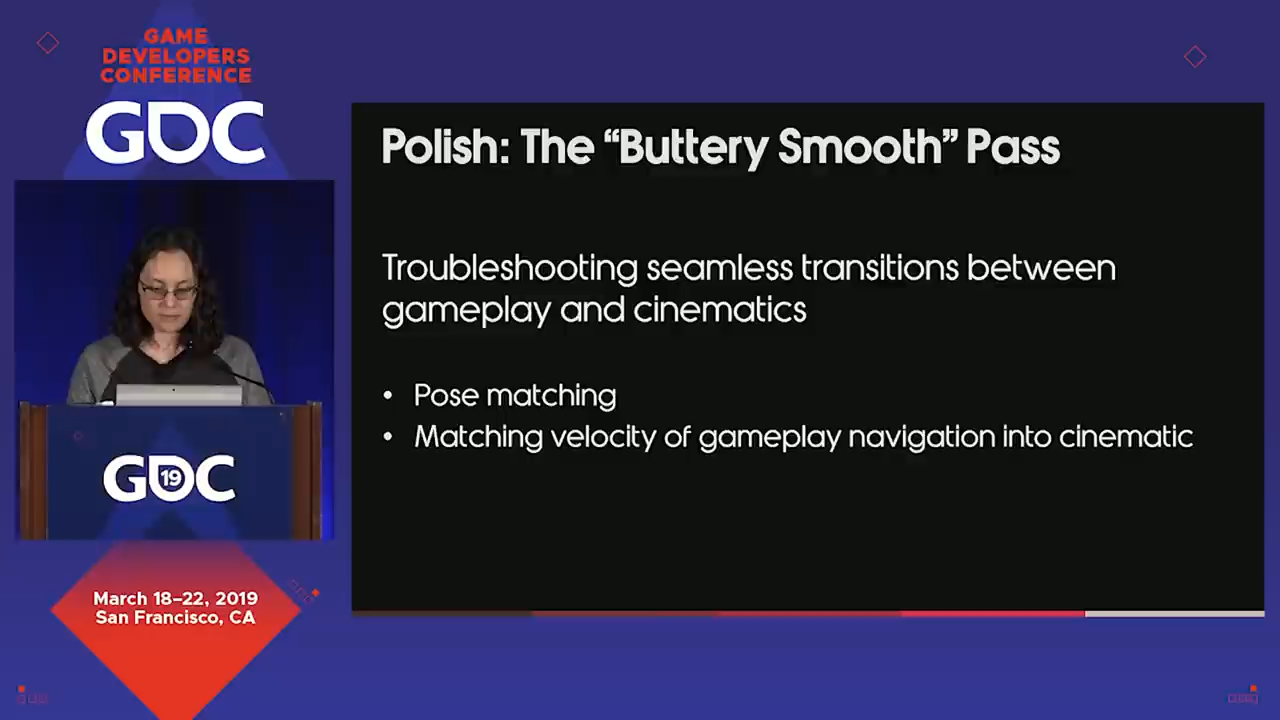 GAME
DEVELOPERS
CONFERENCE
GDC
Polish: The “Buttery Smooth” Pass
Troubleshooting seamless transitions between
gameplay and cinematics
• Pose matching
• Matching velocity of gameplay navigation into cinematic
GDC
19
March 18–22, 2019
San Francisco, CA